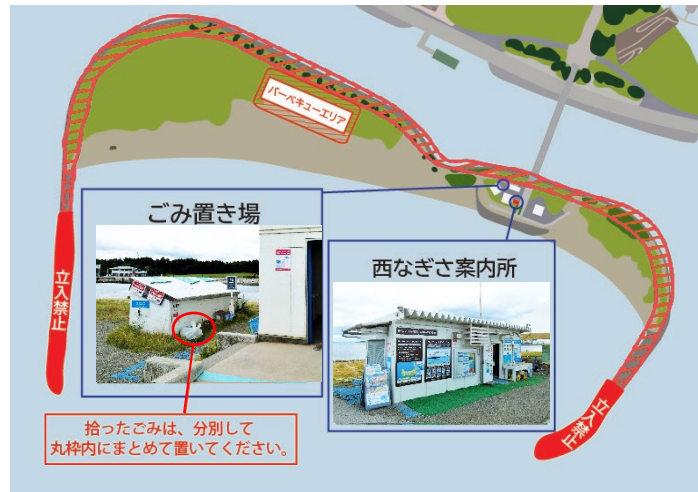 バーベキューエリア
ごみ置き場
西なぎさ案内所
立入禁止
立入禁止
拾ったごみは、分別して
丸枠内にまとめて置いてください。